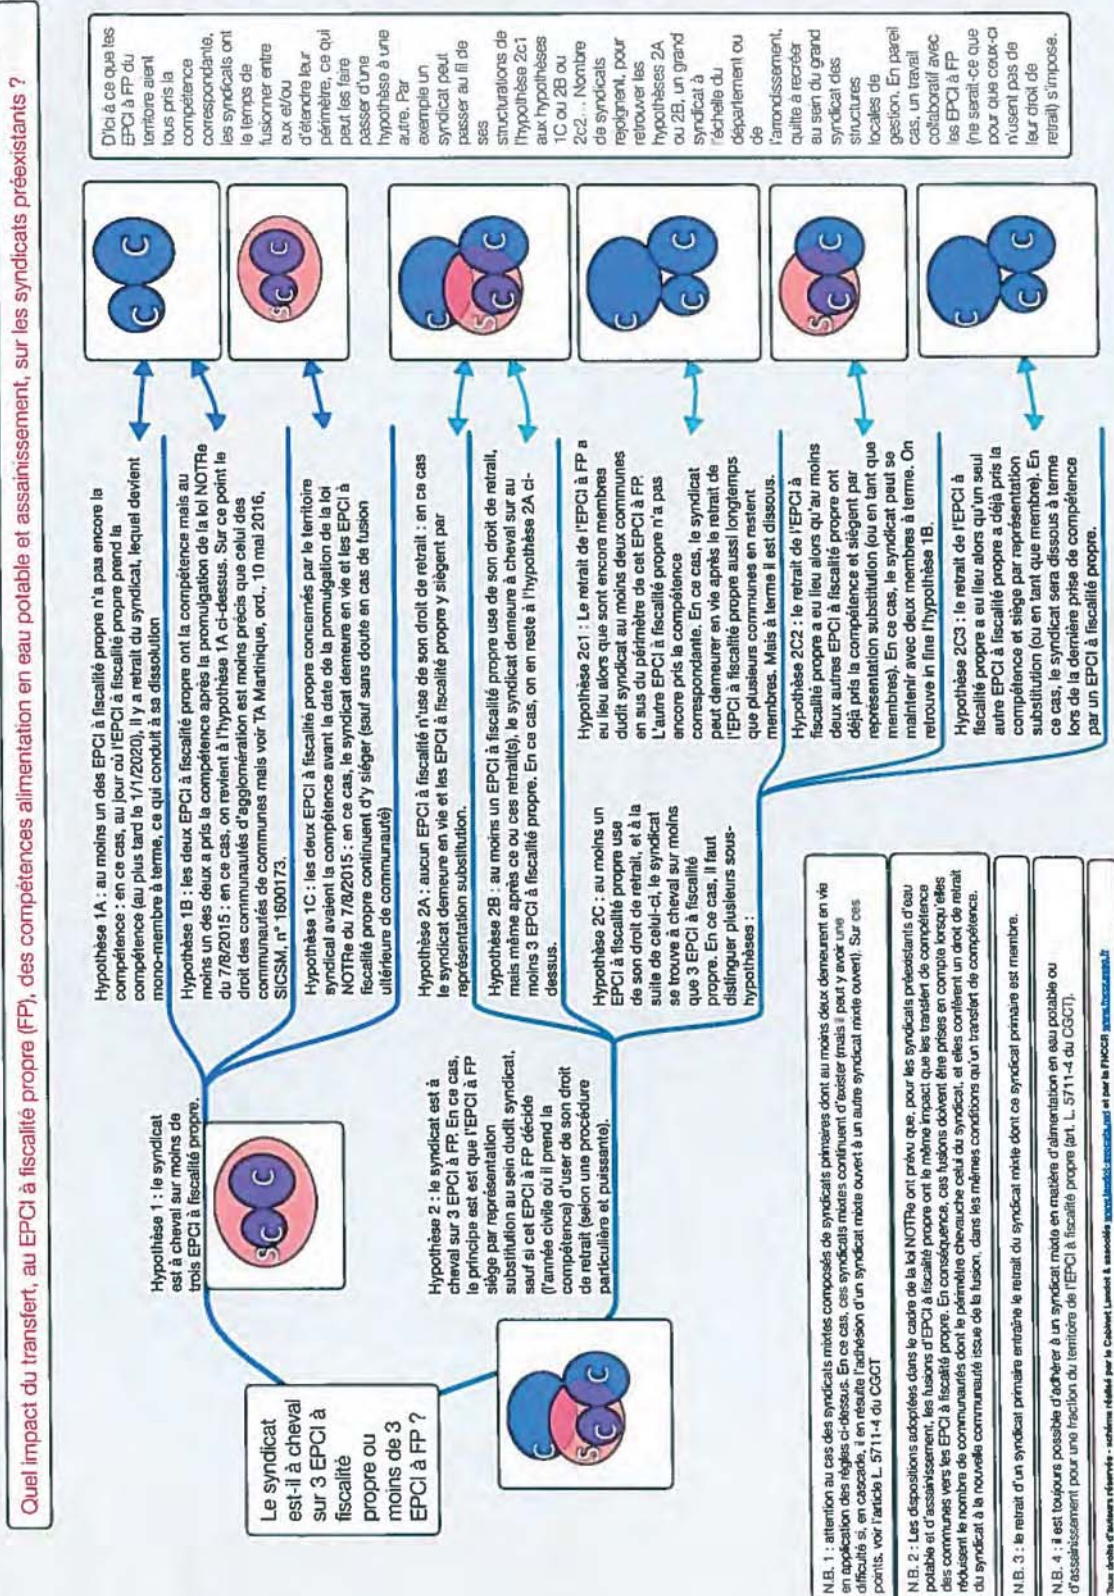 Quel impact du transfert, au EPCI à fiscalité propre (FP), des compétences alimentation en eau potable et assainissement, sur les syndicats préexistants ?
Le syndicat
est-il à cheval
sur 3 EPCI à
fiscalité
propre ou
moins de 3
EPCI à FP ?
Hypothèse 1 : le syndicat
est à cheval sur moins de
trois EPCI à fiscalité propre.
S C C
Hypothèse 1A : au moins un des EPCI à fiscalité propre n'a pas encore la
compétence : en ce cas, au jour où l'EPCI à fiscalité propre prend la
compétence (au plus tard le 1/1/2020), il y a retrait du syndicat, lequel devient
mono-membre à terme, ce qui conduit à sa dissolution
C C
Hypothèse 1B : les deux EPCI à fiscalité propre ont la compétence mais au
moins un des deux a pris la compétence après la promulgation de la loi NOTRe
du 7/8/2015 : en ce cas, on revient à l'hypothèse 1A ci-dessus. Sur ce point le
droit des communautés d'agglomération est moins précis que celui des
communautés de communes mais voir TA Martinique, ord., 10 mai 2016,
SICSM, n° 1600173.
Hypothèse 1C : les deux EPCI à fiscalité propre concernés par le territoire
syndical avaient la compétence avant la date de la promulgation de la loi
NOTRe du 7/8/2015 : en ce cas, le syndicat demeure en vie et les EPCI à
fiscalité propre continuent d'y siéger (sauf sans doute en cas de fusion
ultérieure de communauté)
S C C
Hypothèse 2 : le syndicat est à
cheval sur 3 EPCI à FP. En ce cas,
le principe est que l'EPCI à FP
siège par représentation
substitution au sein dudit syndicat,
sauf si cet EPCI à FP décide
(l'année civile où il prend la
compétence) d'user de son droit
de retrait (selon une procédure
particulière et puissante).
C S C C
Hypothèse 2A : aucun EPCI à fiscalité n'use de son droit de retrait : en ce cas
le syndicat demeure en vie et les EPCI à fiscalité propre y siègent par
représentation substitution.
C S C C
Hypothèse 2B : au moins un EPCI à fiscalité propre use de son droit de retrait,
mais même après ce ou ces retrait(s), le syndicat demeure à cheval sur au
moins 3 EPCI à fiscalité propre. En ce cas, on en reste à l'hypothèse 2A ci-
dessus.
Hypothèse 2C : au moins un
EPCI à fiscalité propre use
de son droit de retrait, et à la
suite de celui-ci, le syndicat
se trouve à cheval sur moins
que 3 EPCI à fiscalité
propre. En ce cas, il faut
distinguer plusieurs sous-
hypothèses :
Hypothèse 2c1 : Le retrait de l'EPCI à FP a
eu lieu alors que sont encore membres
dudit syndicat au moins deux communes
en sus du périmètre de cet EPCI à FP.
L'autre EPCI à fiscalité propre n'a pas
encore pris la compétence
correspondante. En ce cas, le syndicat
peut demeurer en vie après le retrait de
l'EPCI à fiscalité propre aussi longtemps
que plusieurs communes en restent
membres. Mais à terme il est dissous.
C C C
Hypothèse 2C2 : le retrait de l'EPCI à
fiscalité propre a eu lieu alors qu'au moins
deux autres EPCI à fiscalité propre ont
déjà pris la compétence et siègent par
représentation substitution (ou en tant que
membres). En ce cas, le syndicat peut se
maintenir avec deux membres à terme. On
retrouve in fine l'hypothèse 1B.
S C C
Hypothèse 2C3 : le retrait de l'EPCI à
fiscalité propre a eu lieu alors qu'un seul
autre EPCI à fiscalité propre a déjà pris la
compétence et siège par représentation
substitution (ou en tant que membre). En
ce cas, le syndicat sera dissous à terme
lors de la dernière prise de compétence
par un EPCI à fiscalité propre.
C C C
D'ici à ce que les
EPCI à FP du
territoire aient
tous pris la
compétence
correspondante,
les syndicats ont
le temps de
fusionner entre
eux et/ou
d'étendre leur
périmètre, ce qui
peut les faire
passer d'une
hypothèse à une
autre. Par
exemple un
syndicat peut
passer au fil de
ses
structurations de
l'hypothèse 2c1
aux hypothèses
1C ou 2B ou
2c2... Nombre
de syndicats
rejoignent, pour
retrouver les
hypothèses 2A
ou 2B, un grand
syndicat à
l'échelle du
département ou
de
l'arrondissement,
quitte à recréer
au sein du grand
syndicat des
structures
locales de
gestion. En pareil
cas, un travail
collaboratif avec
les EPCI à FP
(ne serait-ce que
pour que ceux-ci
n'usent pas de
leur droit de
retrait) s'impose.
N.B. 1 : attention au cas des syndicats mixtes composés de syndicats primaires dont au moins deux demeurent en vie
en application des règles ci-dessus. En ce cas, ces syndicats mixtes continuent d'exister (mais il peut y avoir une
difficulté si, en cascade, il en résulte l'adhésion d'un syndicat mixte ouvert à un autre syndicat mixte ouvert). Sur ces
points, voir l'article L. 5711-4 du CGCT
N.B. 2 : Les dispositions adoptées dans le cadre de la loi NOTRe ont prévu que, pour les syndicats préexistants d'eau
potable et d'assainissement, les fusions d'EPCI à fiscalité propre ont le même impact que les transfert de compétence
des communes vers les EPCI à fiscalité propre. En conséquence, ces fusions doivent être prises en compte lorsqu'elles
réduisent le nombre de communautés dont le périmètre chevauche celui du syndicat, et elles confèrent un droit de retrait
du syndicat à la nouvelle communauté issue de la fusion, dans les mêmes conditions qu'un transfert de compétence.
N.B. 3 : le retrait d'un syndicat primaire entraîne le retrait du syndicat mixte dont ce syndicat primaire est membre.
N.B. 4 : il est toujours possible d'adhérer à un syndicat mixte en matière d'alimentation en eau potable ou
d'assainissement pour une fraction du territoire de l'EPCI à fiscalité propre (art. L. 5711-4 du CGCT).
droits d'auteurs réservés - schéma réalisé par le Cabinet Landot & associés www.landot-avocats.net et par la FNCCR www.fnccr.asso.fr